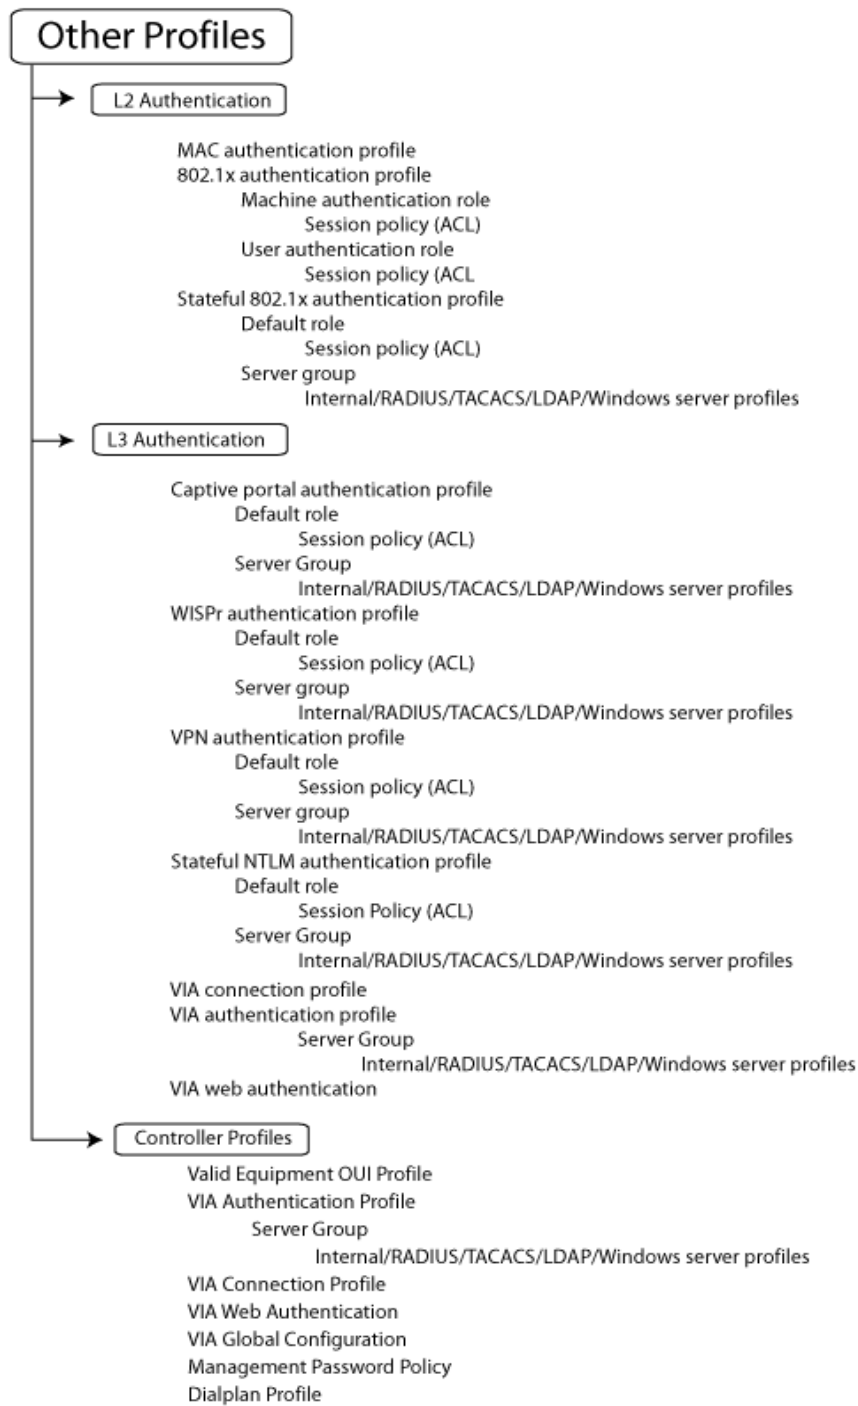 Other Profiles
L2 Authentication
MAC authentication profile
802.1x authentication profile
Machine authentication role
Session policy (ACL)
User authentication role
Session policy (ACL
Stateful 802.1x authentication profile
Default role
Session policy (ACL)
Server group
Internal/RADIUS/TACACS/LDAP/Windows server profiles
L3 Authentication
Captive portal authentication profile
Default role
Session policy (ACL)
Server Group
Internal/RADIUS/TACACS/LDAP/Windows server profiles
WISPr authentication profile
Default role
Session policy (ACL)
Server group
Internal/RADIUS/TACACS/LDAP/Windows server profiles
VPN authentication profile
Default role
Session policy (ACL)
Server group
Internal/RADIUS/TACACS/LDAP/Windows server profiles
Stateful NTLM authentication profile
Default role
Session Policy (ACL)
Server Group
Internal/RADIUS/TACACS/LDAP/Windows server profiles
VIA connection profile
VIA authentication profile
Server Group
Internal/RADIUS/TACACS/LDAP/Windows server profiles
VIA web authentication
Controller Profiles
Valid Equipment OUI Profile
VIA Authentication Profile
Server Group
Internal/RADIUS/TACACS/LDAP/Windows server profiles
VIA Connection Profile
VIA Web Authentication
VIA Global Configuration
Management Password Policy
Dialplan Profile